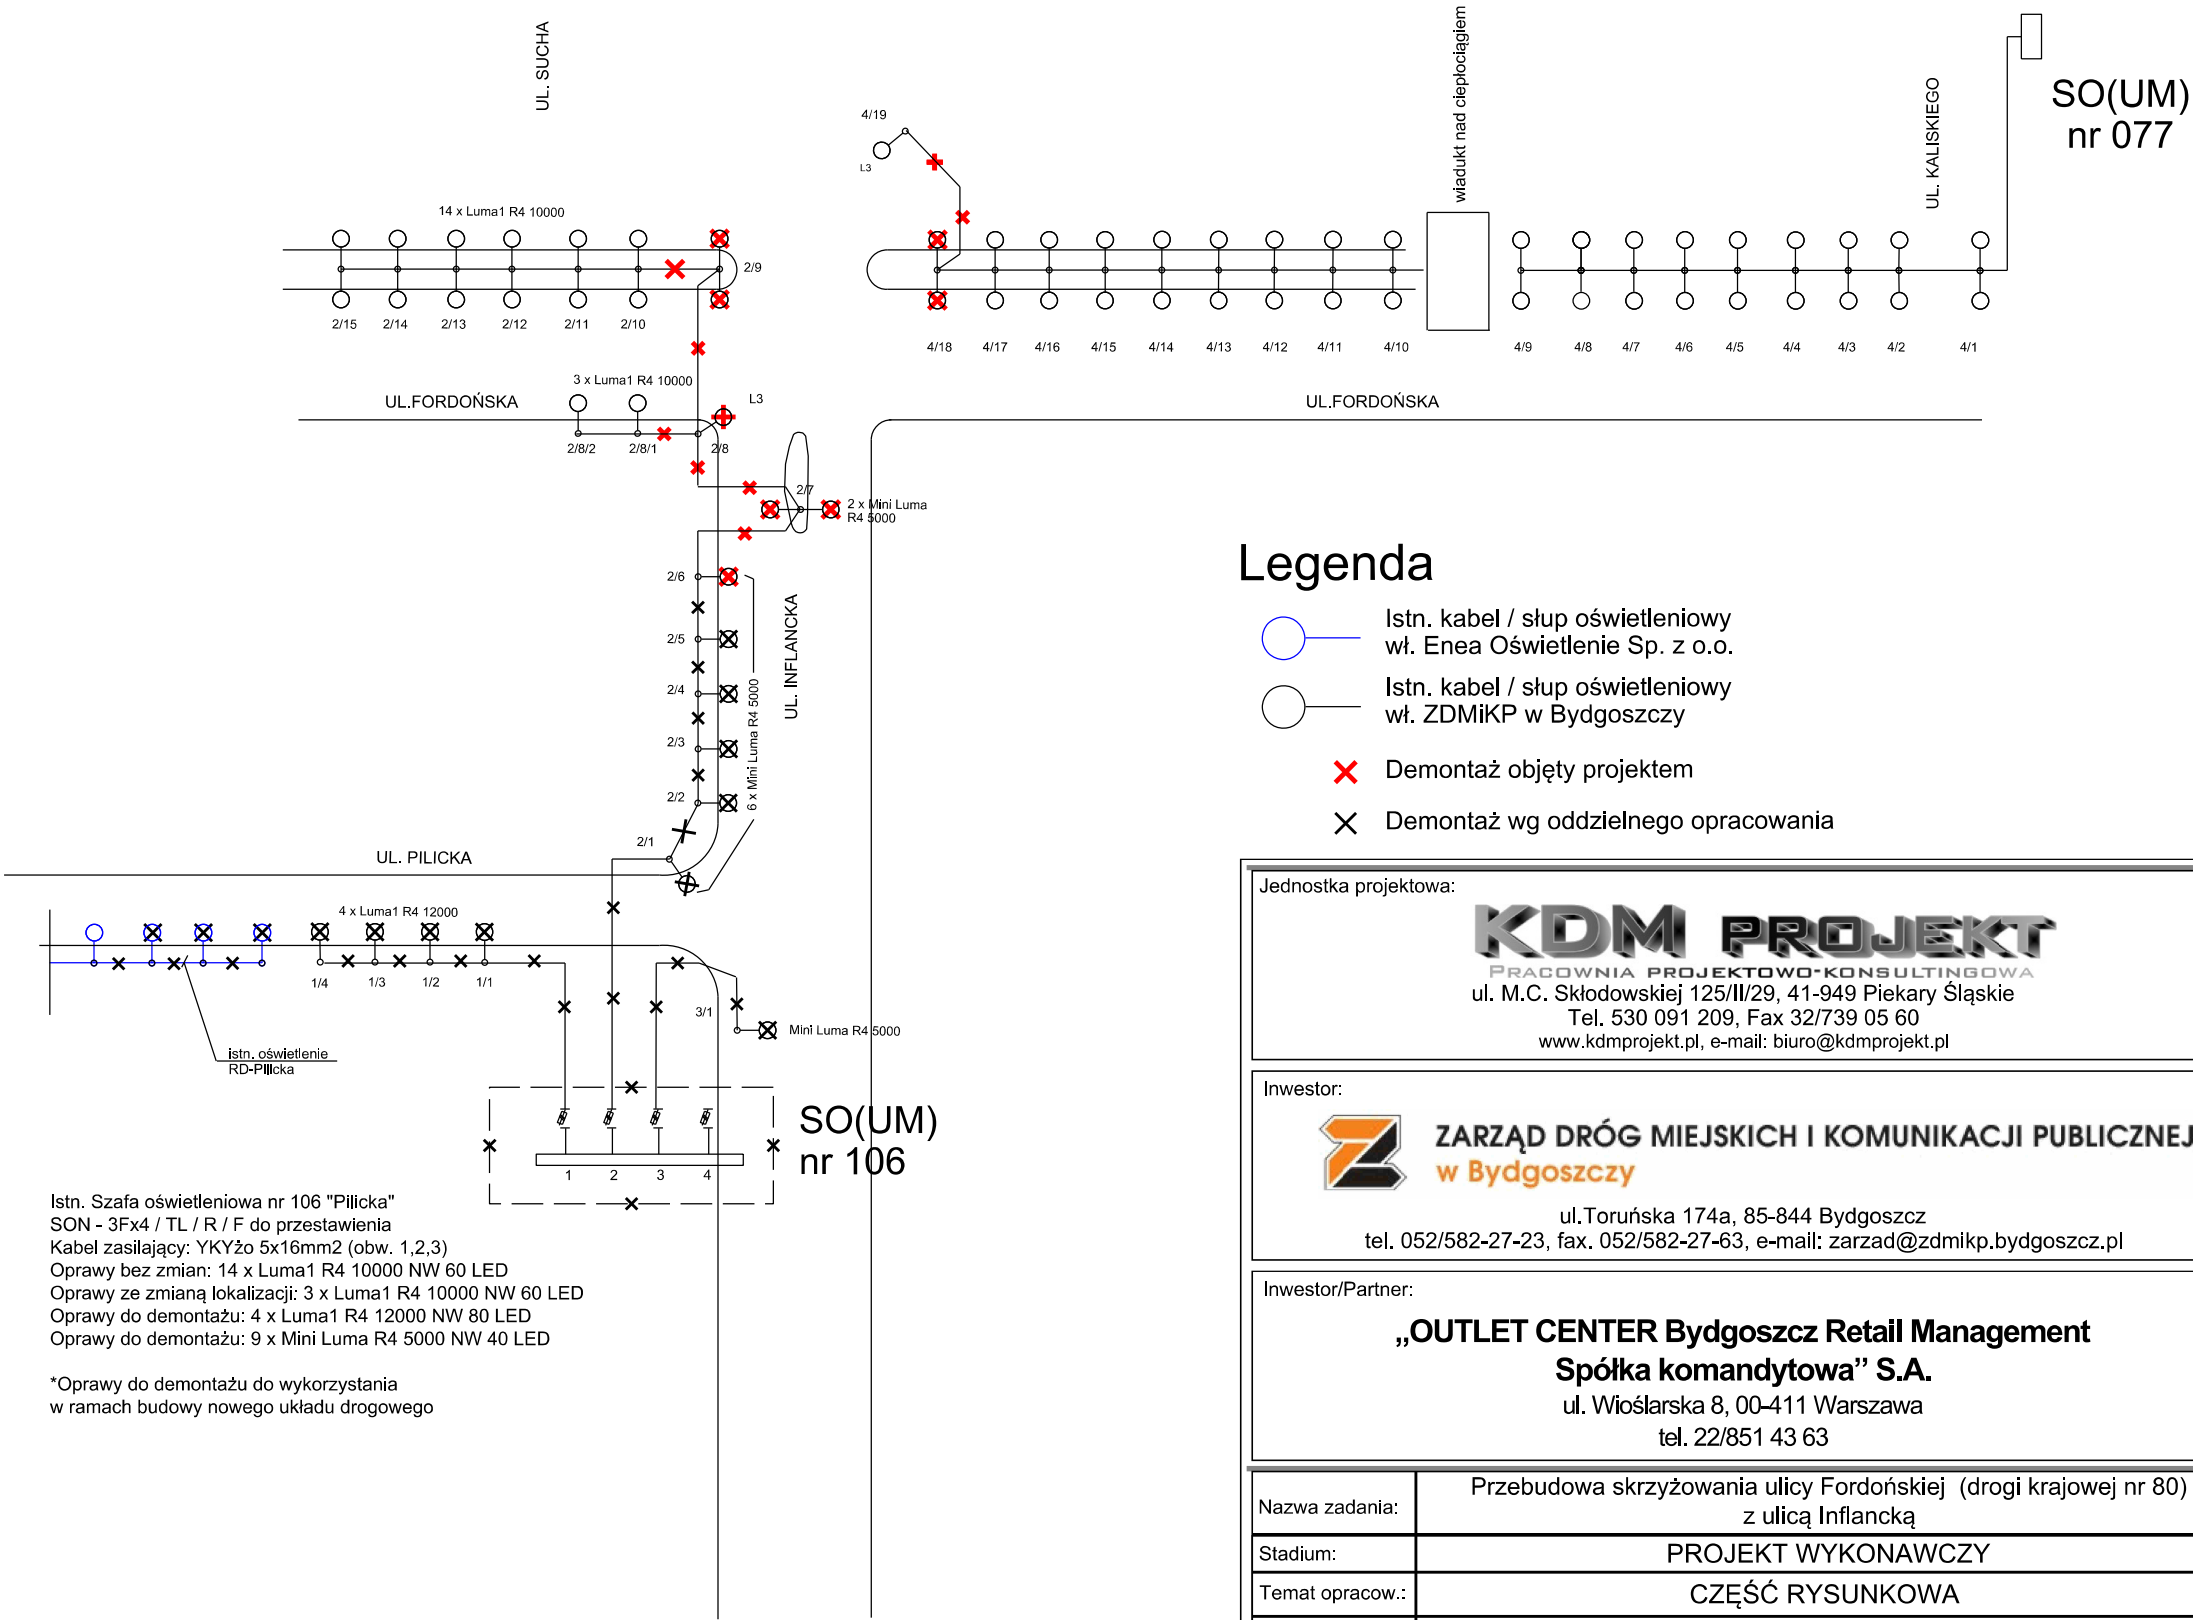 UL. SUCHA
4/19
L3
wiadukt nad ciepłociągiem
UL. KALISKIEGO
SO(UM)
nr 077
14 x Luma1 R4 10000
2/9
2/15
2/14
2/13
2/12
2/11
2/10
4/18
4/17
4/16
4/15
4/14
4/13
4/12
4/11
4/10
4/9
4/8
4/7
4/6
4/5
4/4
4/3
4/2
4/1
3 x Luma1 R4 10000
UL.FORDOŃSKA
L3
UL.FORDOŃSKA
2/8/2
2/8/1
2/8
2/7
2 x Mini Luma
R4 5000
2/6
2/5
2/4
2/3
2/2
2/1
UL. INFLANCKA
6 x Mini Luma R4 5000
Legenda
Istn. kabel / słup oświetleniowy
wł. Enea Oświetlenie Sp. z o.o.
Istn. kabel / słup oświetleniowy
wł. ZDMiKP w Bydgoszczy
Demontaż objęty projektem
Demontaż wg oddzielnego opracowania
UL. PILICKA
4 x Luma1 R4 12000
1/4
1/3
1/2
1/1
3/1
Mini Luma R4 5000
istn. oświetlenie
RD-Pilicka
SO(UM)
nr 106
1
2
3
4
Istn. Szafa oświetleniowa nr 106 "Pilicka"
SON - 3Fx4 / TL / R / F do przestawienia
Kabel zasilający: YKYżo 5x16mm2 (obw. 1,2,3)
Oprawy bez zmian: 14 x Luma1 R4 10000 NW 60 LED
Oprawy ze zmianą lokalizacji: 3 x Luma1 R4 10000 NW 60 LED
Oprawy do demontażu: 4 x Luma1 R4 12000 NW 80 LED
Oprawy do demontażu: 9 x Mini Luma R4 5000 NW 40 LED
*Oprawy do demontażu do wykorzystania
w ramach budowy nowego układu drogowego
Jednostka projektowa:
KDM PROJEKT
PRACOWNIA PROJEKTOWO-KONSULTINGOWA
ul. M.C. Skłodowskiej 125/II/29, 41-949 Piekary Śląskie
Tel. 530 091 209, Fax 32/739 05 60
www.kdmprojekt.pl, e-mail: biuro@kdmprojekt.pl
Inwestor:
ZARZĄD DRÓG MIEJSKICH I KOMUNIKACJI PUBLICZNEJ
w Bydgoszczy
ul.Toruńska 174a, 85-844 Bydgoszcz
tel. 052/582-27-23, fax. 052/582-27-63, e-mail: zarzad@zdmikp.bydgoszcz.pl
Inwestor/Partner:
„OUTLET CENTER Bydgoszcz Retail Management
Spółka komandytowa” S.A.
ul. Wioślarska 8, 00-411 Warszawa
tel. 22/851 43 63
Nazwa zadania:
Przebudowa skrzyżowania ulicy Fordońskiej (drogi krajowej nr 80)
z ulicą Inflancką
Stadium:
PROJEKT WYKONAWCZY
Temat opracow.:
CZĘŚĆ RYSUNKOWA